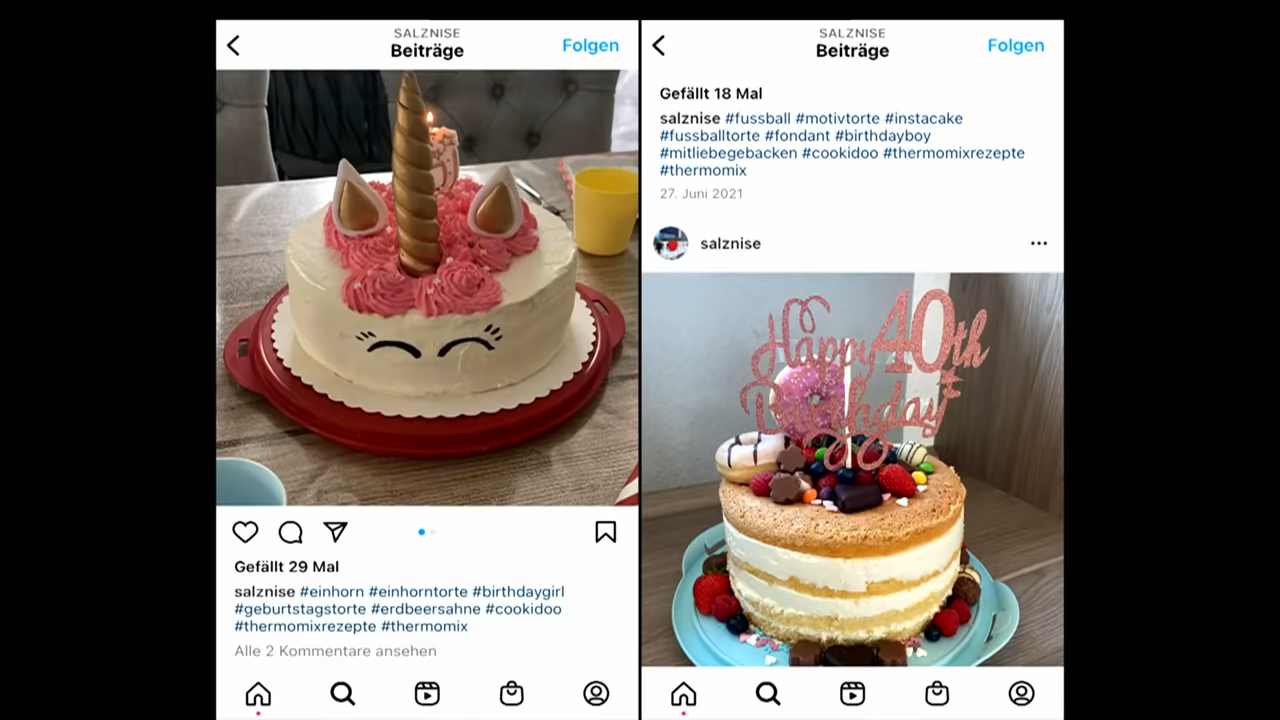 SALZNISE
Beiträge
Folgen
Gefällt 29 Mal
salznise #einhorn #einhorntorte #birthdaygirl
#geburtstagstorte #erdbeersahne #cookidoo
#thermomixrezepte #thermomix
Alle 2 Kommentare ansehen
SALZNISE
Beiträge
Folgen
Gefällt 18 Mal
salznise #fussball #motivtorte #instacake
#fussballtorte #fondant #birthdayboy
#mitliebegebacken #cookidoo #thermomixrezepte
#thermomix
27. Juni 2021
salznise
Happy 40th
Birthday